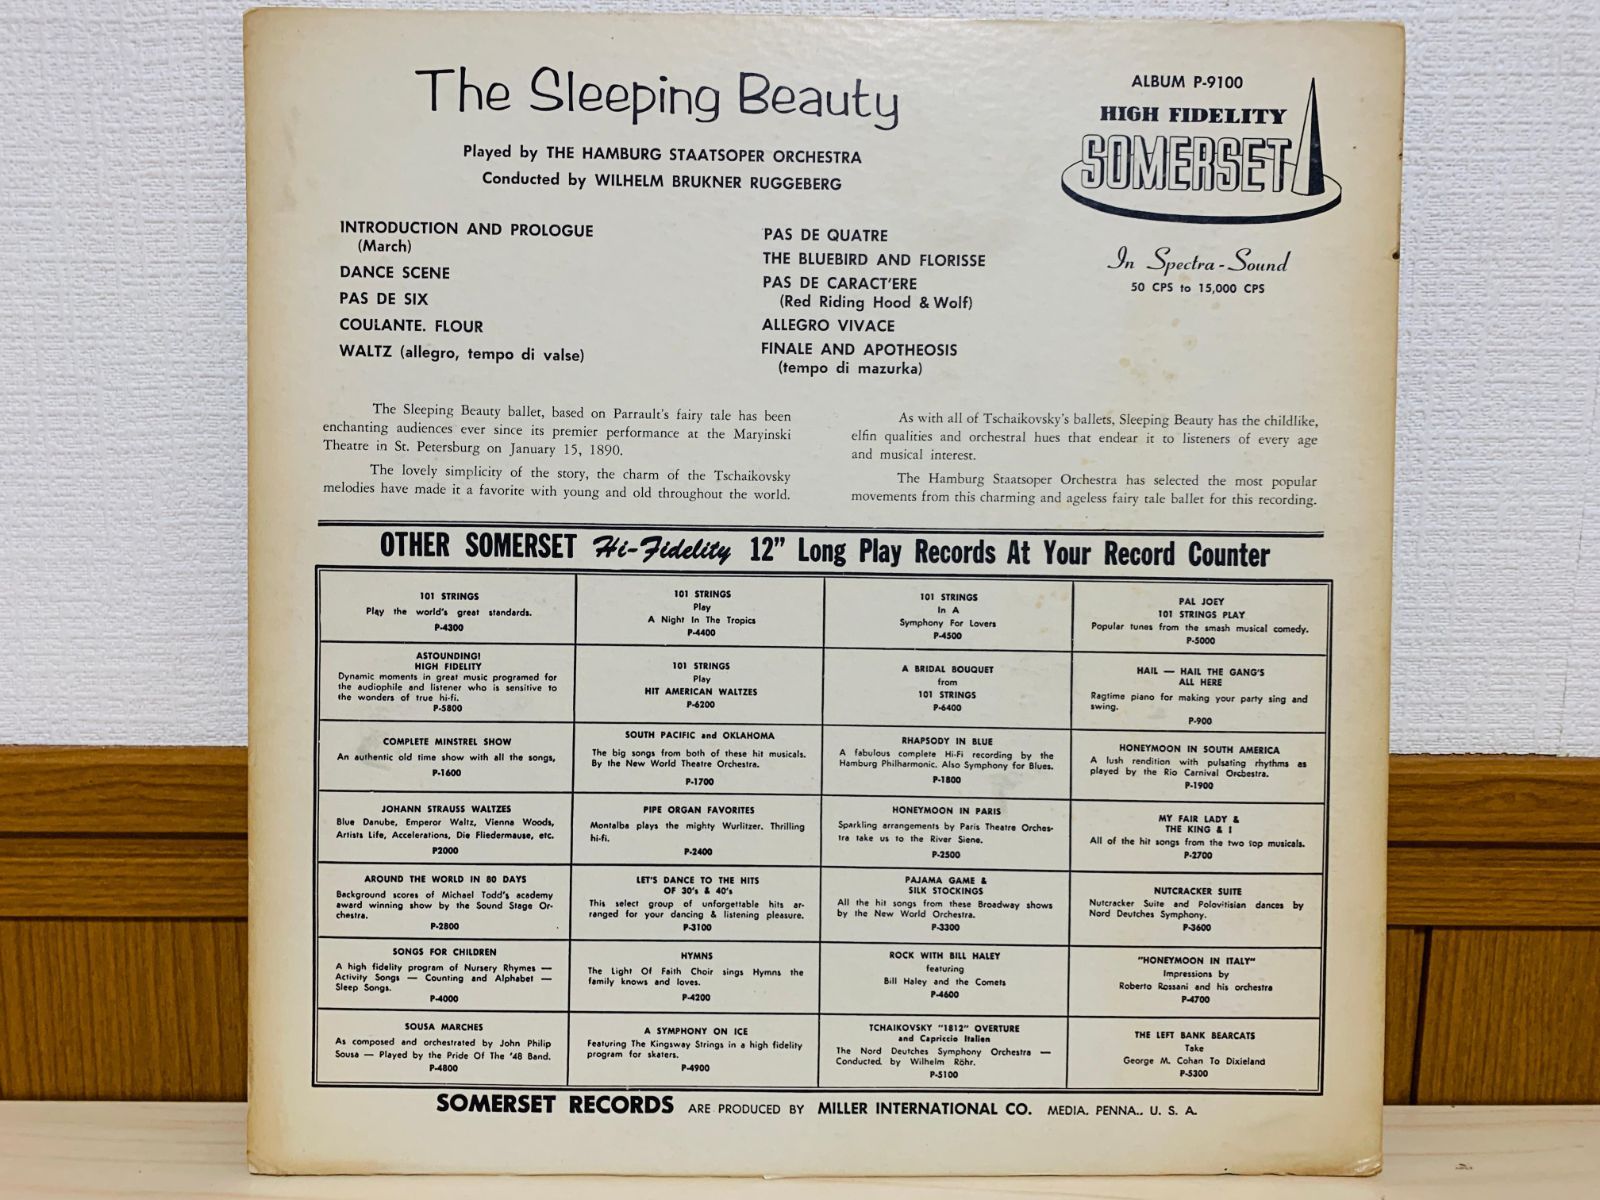 The Sleeping Beauty
Played by THE HAMBURG STAATSOPER ORCHESTRA
Conducted by WILHELM BRUKNER RUGGEBERG
ALBUM P-9100
HIGH FIDELITY
SOMERSET
In Spectra-Sound
50 CPS to 15,000 CPS
INTRODUCTION AND PROLOGUE
(March)
DANCE SCENE
PAS DE SIX
COULANTE. FLOUR
WALTZ (allegro, tempo di valse)
PAS DE QUATRE
THE BLUEBIRD AND FLORISSE
PAS DE CARACT'ERE
(Red Riding Hood & Wolf)
ALLEGRO VIVACE
FINALE AND APOTHEOSIS
(tempo di mazurka)
The Sleeping Beauty ballet, based on Parrault's fairy tale has been
enchanting audiences ever since its premier performance at the Maryinski
Theatre in St. Petersburg on January 15, 1890.
The lovely simplicity of the story, the charm of the Tschaikovsky
melodies have made it a favorite with young and old throughout the world.
As with all of Tschaikovsky's ballets, Sleeping Beauty has the childlike,
elfin qualities and orchestral hues that endear it to listeners of every age
and musical interest.
The Hamburg Staatsoper Orchestra has selected the most popular
movements from this charming and ageless fairy tale ballet for this recording.
OTHER SOMERSET Hi-Fidelity 12" Long Play Records At Your Record Counter
101 STRINGS
Play the world's great standards.
P-4300
101 STRINGS
Play
A Night In The Tropics
P-4400
101 STRINGS
In A
Symphony For Lovers
P-4500
PAL JOEY
101 STRINGS PLAY
Popular tunes from the smash musical comedy.
P-5000
ASTOUNDING!
HIGH FIDELITY
Dynamic moments in great music programed for
the audiophile and listener who is sensitive to
the wonders of true hi-fi.
P-5800
101 STRINGS
Play
HIT AMERICAN WALTZES
P-6200
A BRIDAL BOUQUET
from
101 STRINGS
P-6400
HAIL — HAIL THE GANG'S
ALL HERE
Ragtime piano for making your party sing and
swing.
P-900
COMPLETE MINSTREL SHOW
An authentic old time show with all the songs,
P-1600
SOUTH PACIFIC and OKLAHOMA
The big songs from both of these hit musicals.
By the New World Theatre Orchestra.
P-1700
RHAPSODY IN BLUE
A fabulous complete Hi-Fi recording by the
Hamburg Philharmonic. Also Symphony for Blues.
P-1800
HONEYMOON IN SOUTH AMERICA
A lush rendition with pulsating rhythms as
played by the Rio Carnival Orchestra.
P-1900
JOHANN STRAUSS WALTZES
Blue Danube, Emperor Waltz, Vienna Woods,
Artists Life, Accelerations, Die Fliedermause, etc.
P2000
PIPE ORGAN FAVORITES
Montalba plays the mighty Wurlitzer. Thrilling
hi-fi.
P-2400
HONEYMOON IN PARIS
Sparkling arrangements by Paris Theatre Orches-
tra take us to the River Siene.
P-2500
MY FAIR LADY &
THE KING & I
All of the hit songs from the two top musicals.
P-2700
AROUND THE WORLD IN 80 DAYS
Background scores of Michael Todd's academy
award winning show by the Sound Stage Or-
chestra.
P-2800
LET'S DANCE TO THE HITS
OF 30's & 40's
This select group of unforgettable hits ar-
ranged for your dancing & listening pleasure.
P-3100
PAJAMA GAME &
SILK STOCKINGS
All the hit songs from these Broadway shows
by the New World Orchestra.
P-3300
NUTCRACKER SUITE
Nutcracker Suite and Polovitisian dances by
Nord Deutches Symphony.
P-3600
SONGS FOR CHILDREN
A high fidelity program of Nursery Rhymes —
Activity Songs — Counting and Alphabet —
Sleep Songs.
P-4000
HYMNS
The Light Of Faith Choir sings Hymns the
family knows and loves.
P-4200
ROCK WITH BILL HALEY
featuring
Bill Haley and the Comets
P-4600
"HONEYMOON IN ITALY"
Impressions by
Roberto Rossani and his orchestra
P-4700
SOUSA MARCHES
As composed and orchestrated by John Philip
Sousa — Played by the Pride Of The '48 Band.
P-4800
A SYMPHONY ON ICE
Featuring The Kingsway Strings in a high fidelity
program for skaters.
P-4900
TCHAIKOVSKY "1812" OVERTURE
and Capriccio Italien
The Nord Deutches Symphony Orchestra —
Conducted by Wilhelm Röhr.
P-5100
THE LEFT BANK BEARCATS
Take
George M. Cohan To Dixieland
P-5300
SOMERSET RECORDS ARE PRODUCED BY MILLER INTERNATIONAL CO. MEDIA. PENNA.. U. S. A.